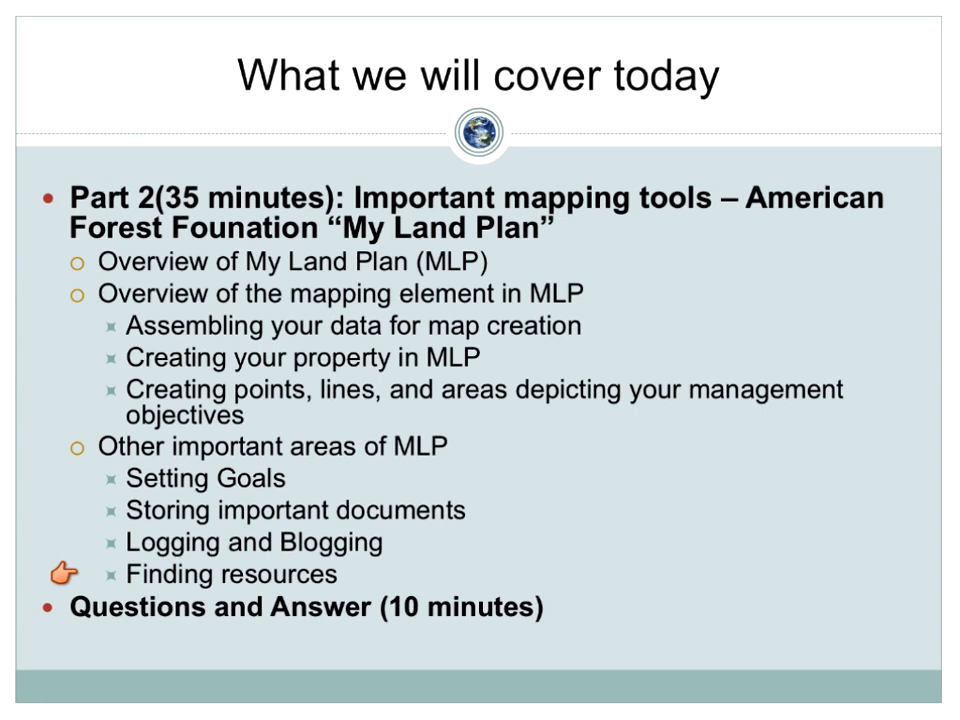 What we will cover today
Part 2(35 minutes): Important mapping tools – American
Forest Founation “My Land Plan”
Overview of My Land Plan (MLP)
Overview of the mapping element in MLP
Assembling your data for map creation
Creating your property in MLP
Creating points, lines, and areas depicting your management
objectives
Other important areas of MLP
Setting Goals
Storing important documents
Logging and Blogging
Finding resources
Questions and Answer (10 minutes)